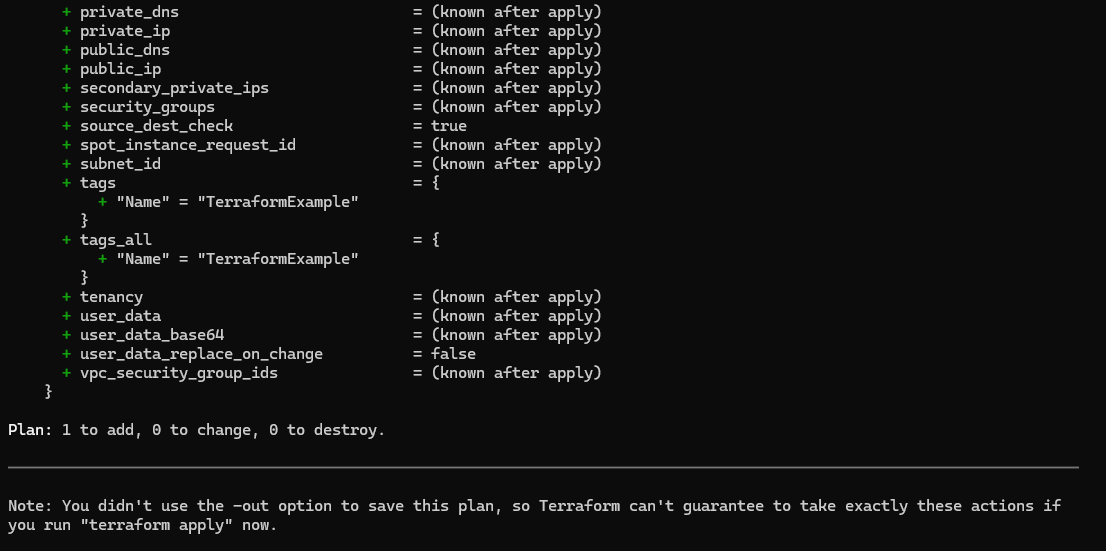 + private_dns = (known after apply)
+ private_ip = (known after apply)
+ public_dns = (known after apply)
+ public_ip = (known after apply)
+ secondary_private_ips = (known after apply)
+ security_groups = (known after apply)
+ source_dest_check = true
+ spot_instance_request_id = (known after apply)
+ subnet_id = (known after apply)
+ tags = {
+ "Name" = "TerraformExample"
}
+ tags_all = {
+ "Name" = "TerraformExample"
}
+ tenancy = (known after apply)
+ user_data = (known after apply)
+ user_data_base64 = (known after apply)
+ user_data_replace_on_change = false
+ vpc_security_group_ids = (known after apply)
}
Plan: 1 to add, 0 to change, 0 to destroy.
Note: You didn't use the -out option to save this plan, so Terraform can't guarantee to take exactly these actions if
you run "terraform apply" now.